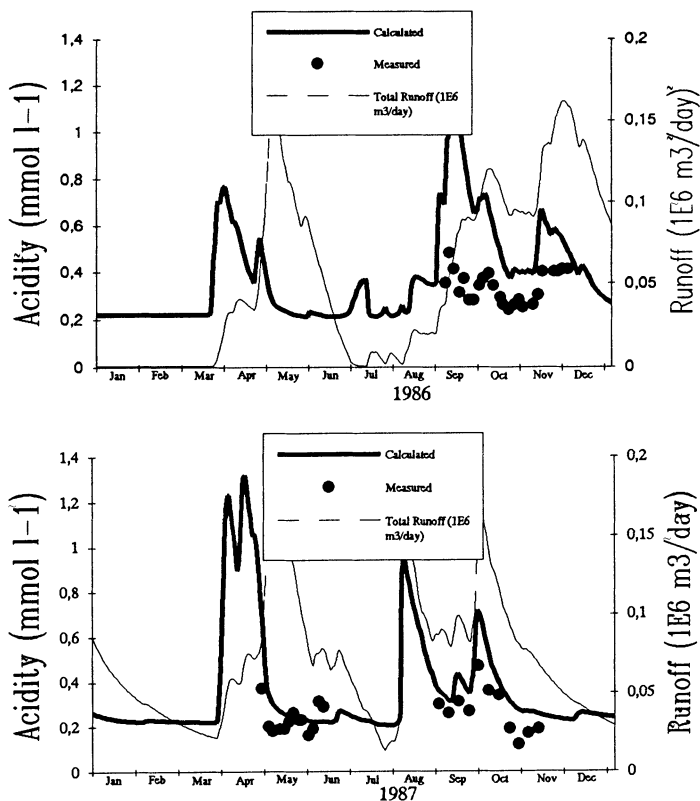 Calculated
Measured
Total Runoff (1E6
m3/day)
Acidity (mmol l-1)
1,4
1,2
1
0,8
0,6
0,4
0,2
0
Runoff (1E6 m3/day)
0,2
0,15
0,1
0,05
0
Jan Feb Mar Apr May Jun Jul Aug Sep Oct Nov Dec
1986
Calculated
Measured
Total Runoff (1E6
m3/day)
Acidity (mmol l-1)
1,4
1,2
1
0,8
0,6
0,4
0,2
0
Runoff (1E6 m3/day)
0,2
0,15
0,1
0,05
0
Jan Feb Mar Apr May Jun Jul Aug Sep Oct Nov Dec
1987